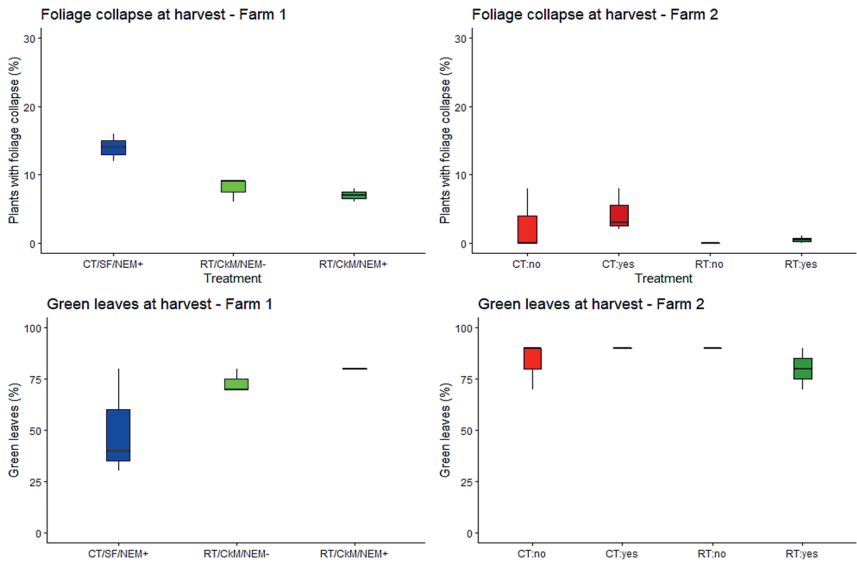 Foliage collapse at harvest - Farm 1
Plants with foliage collapse (%)
30
20
10
0
CT/SF/NEM+ RT/CkM/NEM- RT/CkM/NEM+
Treatment
Foliage collapse at harvest - Farm 2
Plants with foliage collapse (%)
30
20
10
0
CT:no CT:yes RT:no RT:yes
Treatment
Green leaves at harvest - Farm 1
Green leaves (%)
100
75
50
25
0
CT/SF/NEM+ RT/CkM/NEM- RT/CkM/NEM+
Green leaves at harvest - Farm 2
Green leaves (%)
100
75
50
25
0
CT:no CT:yes RT:no RT:yes